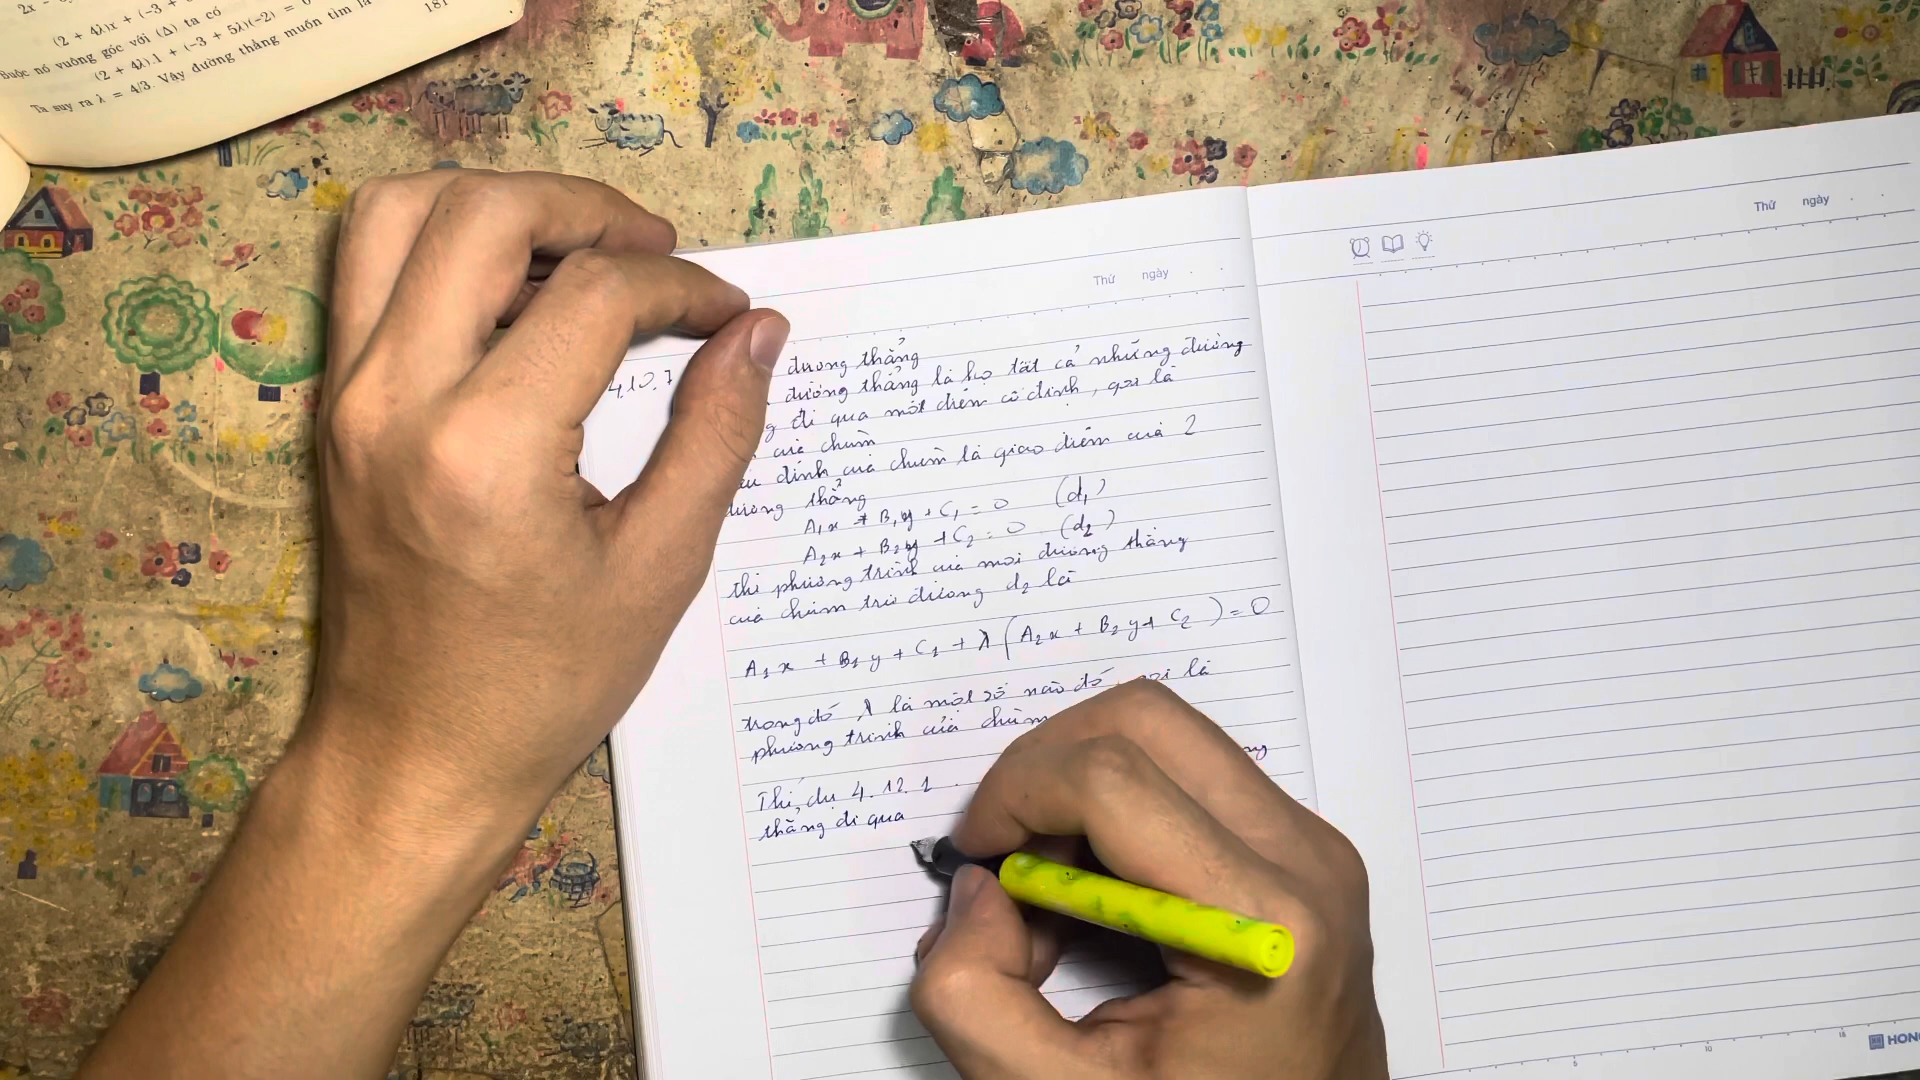 (2 + 4λ)x + (-3 +
Buộc nó vuông góc với (Δ) ta có
(2 + 4λ).1 + (-3 + 5λ)(-2) = 0
Ta suy ra λ = 4/3. Vậy đường thẳng muốn tìm là
181
Thứ ngày
4.10.7 đường thẳng
đường thẳng là họ tất cả những đường
g đi qua một điểm cố định, gọi là
của chùm
đỉnh của chùm là giao điểm của 2
đường thẳng
A₁x + B₁y + C₁ = 0 (d₁)
A₂x + B₂y + C₂ = 0 (d₂)
thì phương trình của mọi đường thẳng
của chùm trừ đường d₂ là
A₁x + B₁y + C₁ + λ(A₂x + B₂y + C₂) = 0
trong đó λ là một số nào đó, gọi là
phương trình của chùm
Thí dụ 4.12.1
thẳng đi qua
Thứ ngày
5 10 15
HONG